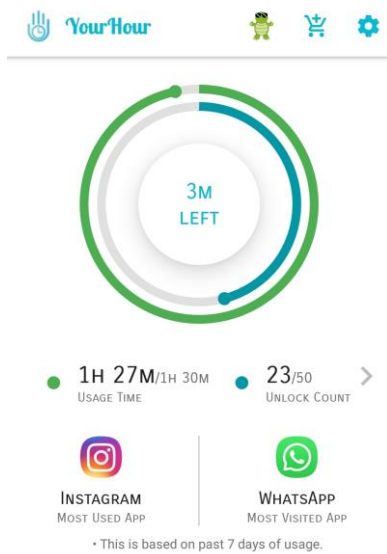 YourHour
3M
LEFT
1H 27M/1H 30M 23/50
USAGE TIME UNLOCK COUNT
INSTAGRAM WHATSAPP
MOST USED APP MOST VISITED APP
• This is based on past 7 days of usage.